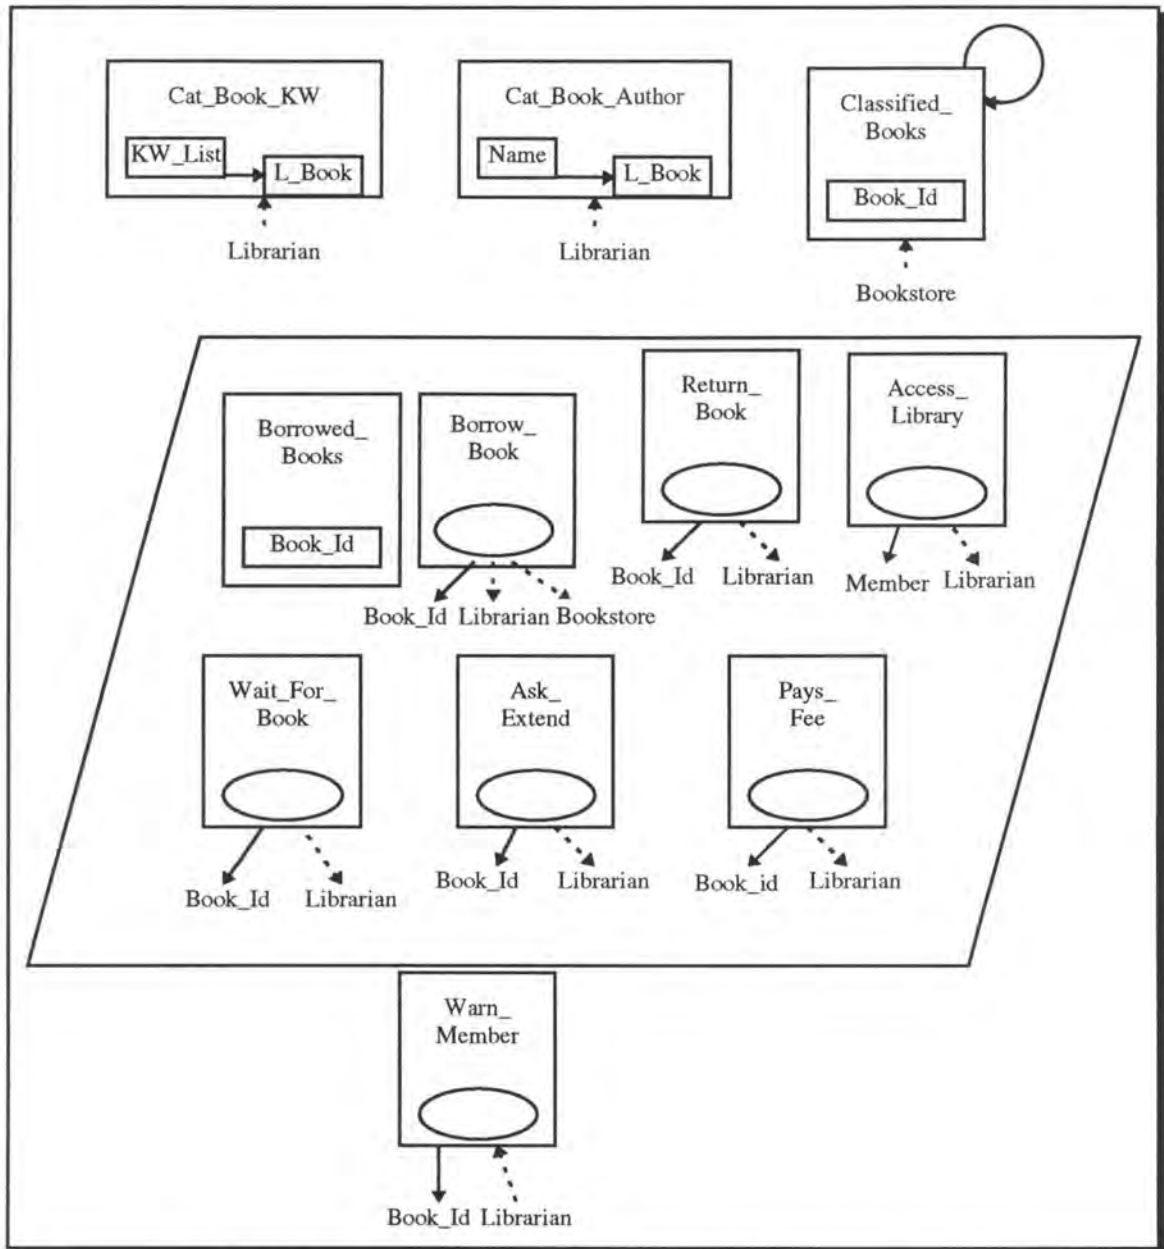 Cat_Book_KW
KW_List
L_Book
Librarian
Cat_Book_Author
Name
L_Book
Librarian
Classified_
Books
Book_Id
Bookstore
Borrowed_
Books
Book_Id
Borrow_
Book
Book_Id Librarian Bookstore
Return_
Book
Book_Id Librarian
Access_
Library
Member Librarian
Wait_For_
Book
Book_Id Librarian
Ask_
Extend
Book_Id Librarian
Pays_
Fee
Book_id Librarian
Warn_
Member
Book_Id Librarian